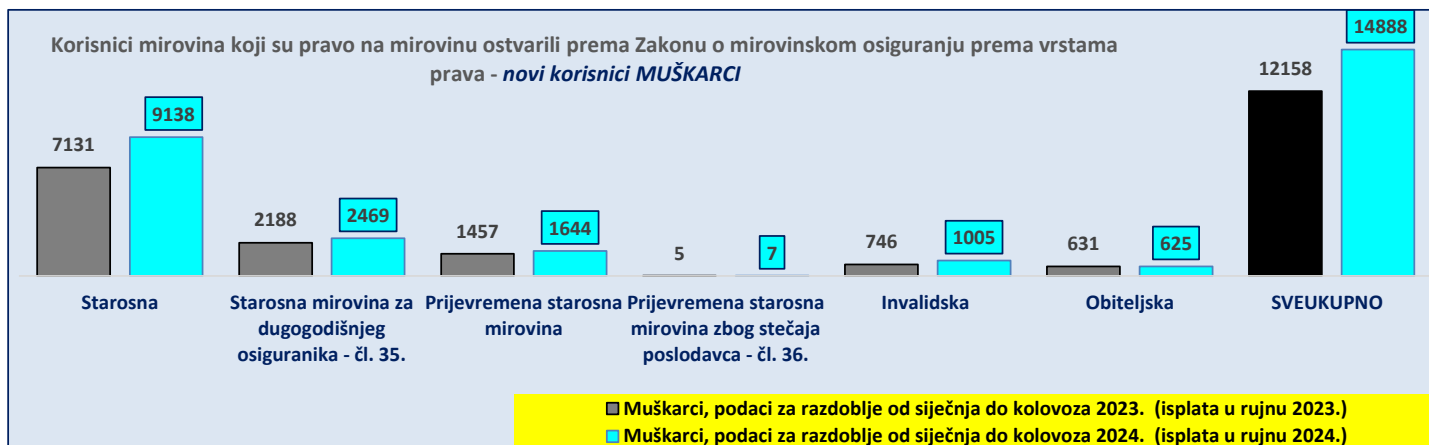 Korisnici mirovina koji su pravo na mirovinu ostvarili prema Zakonu o mirovinskom osiguranju prema vrstama
prava - novi korisnici MUŠKARCI
7131
9138
2188
2469
1457
1644
5
7
746
1005
631
625
12158
14888
Starosna
Starosna mirovina za
dugogodišnjeg
osiguranika - čl. 35.
Prijevremena starosna
mirovina
Prijevremena starosna
mirovina zbog stečaja
poslodavca - čl. 36.
Invalidska
Obiteljska
SVEUKUPNO
Muškarci, podaci za razdoblje od siječnja do kolovoza 2023. (isplata u rujnu 2023.)
Muškarci, podaci za razdoblje od siječnja do kolovoza 2024. (isplata u rujnu 2024.)